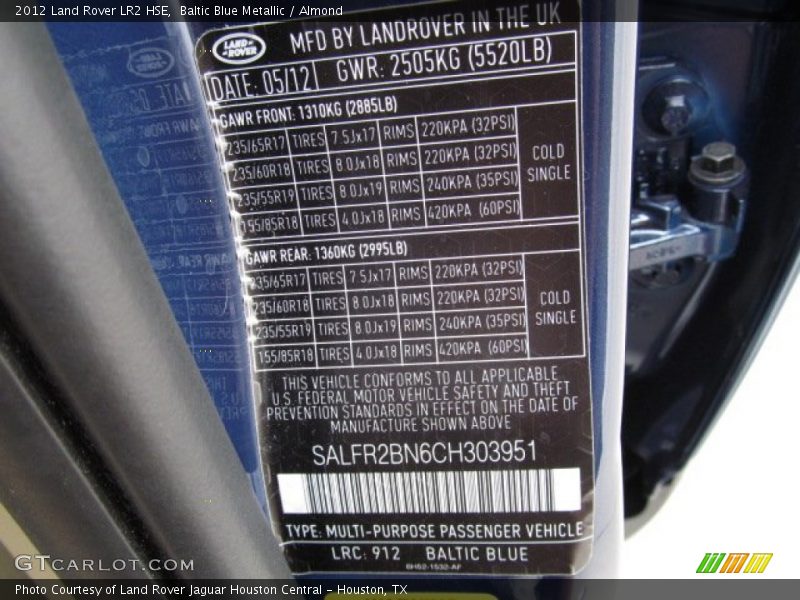 2012 Land Rover LR2 HSE, Baltic Blue Metallic / Almond
LAND ROVER
MFD BY LANDROVER IN THE UK
DATE: 05/12 GWR: 2505KG (5520LB)
GAWR FRONT: 1310KG (2885LB)
235/65R17 TIRES 7.5Jx17 RIMS 220KPA (32PSI)
235/60R18 TIRES 8.0Jx18 RIMS 220KPA (32PSI)
235/55R19 TIRES 8.0Jx19 RIMS 240KPA (35PSI)
155/85R18 TIRES 4.0Jx18 RIMS 420KPA (60PSI)
COLD
SINGLE
GAWR REAR: 1360KG (2995LB)
235/65R17 TIRES 7.5Jx17 RIMS 220KPA (32PSI)
235/60R18 TIRES 8.0Jx18 RIMS 220KPA (32PSI)
235/55R19 TIRES 8.0Jx19 RIMS 240KPA (35PSI)
155/85R18 TIRES 4.0Jx18 RIMS 420KPA (60PSI)
COLD
SINGLE
THIS VEHICLE CONFORMS TO ALL APPLICABLE
U.S. FEDERAL MOTOR VEHICLE SAFETY AND THEFT
PREVENTION STANDARDS IN EFFECT ON THE DATE OF
MANUFACTURE SHOWN ABOVE
SALFR2BN6CH303951
TYPE: MULTI-PURPOSE PASSENGER VEHICLE
LRC: 912 BALTIC BLUE
6H52-1532-AF
GTCARLOT.COM
Photo Courtesy of Land Rover Jaguar Houston Central – Houston, TX